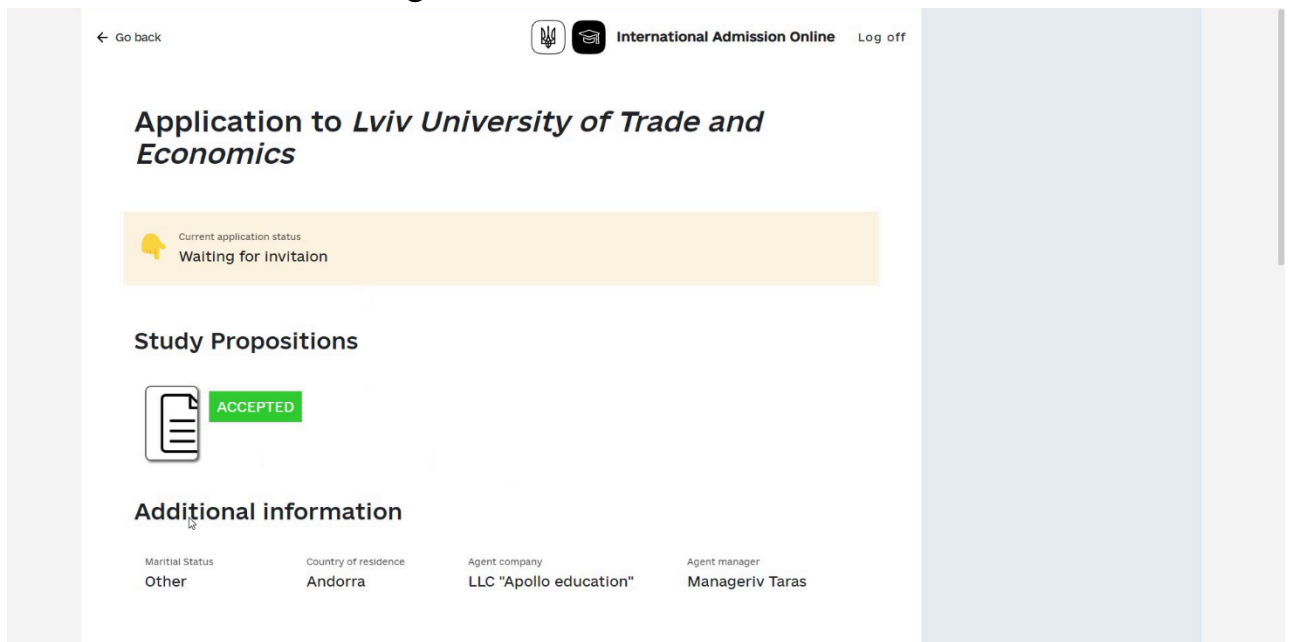 ← Go back
International Admission Online
Log off
Application to Lviv University of Trade and
Economics
Current application status
Waiting for invitaion
Study Propositions
ACCEPTED
Additional information
Maritial Status
Country of residence
Agent company
Agent manager
Other
Andorra
LLC "Apollo education"
Manageriv Taras